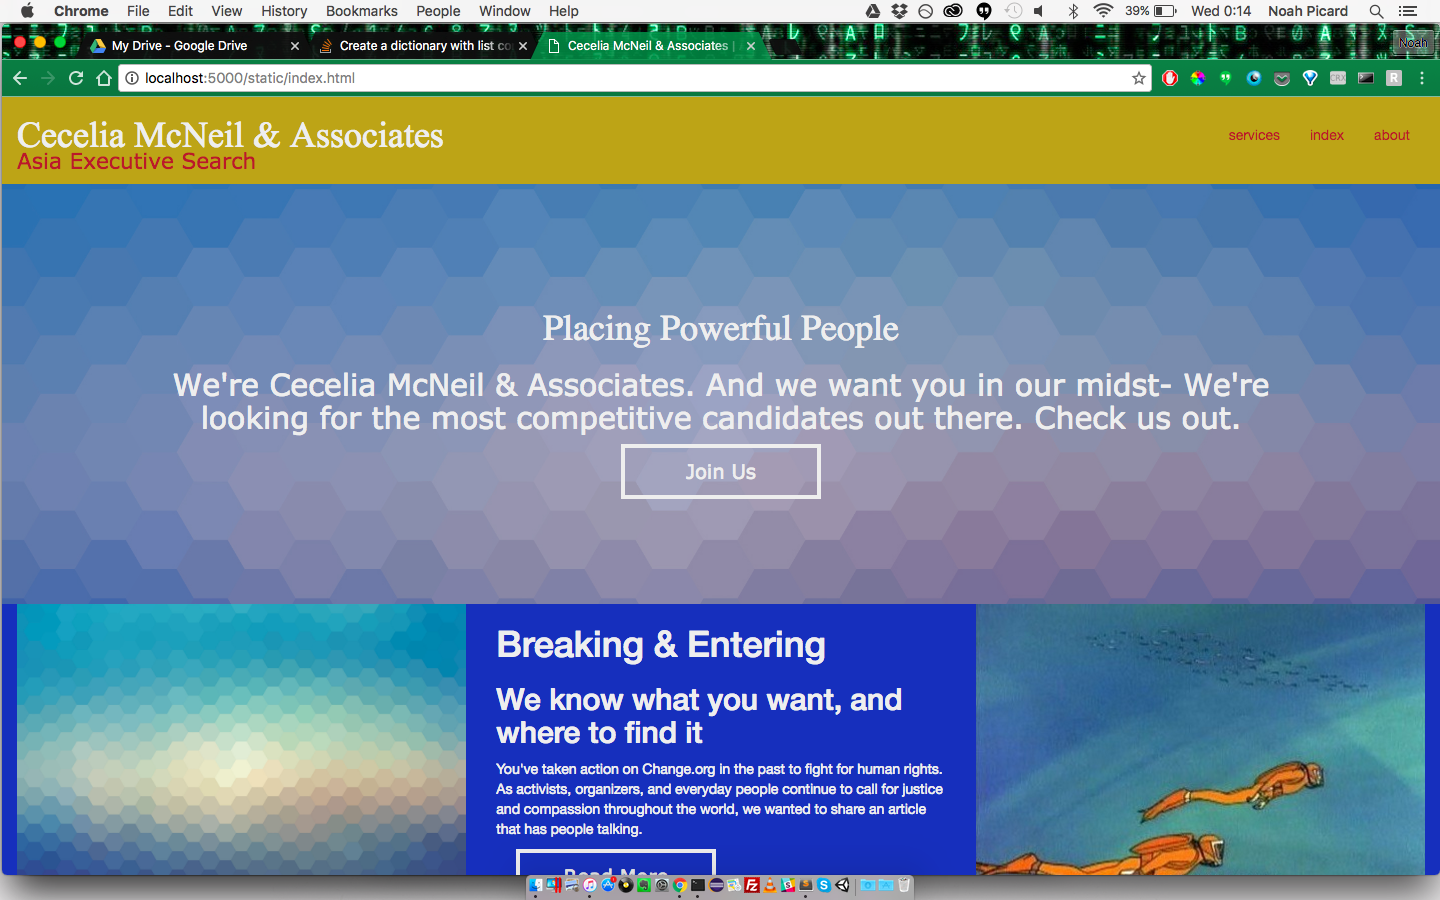 Chrome File Edit View History Bookmarks People Window Help 39% Wed 0:14 Noah Picard
My Drive - Google Drive Create a dictionary with list co Cecelia McNeil & Associates | Noah
localhost:5000/static/index.html
Cecelia McNeil & Associates
Asia Executive Search
services index about
Placing Powerful People
We're Cecelia McNeil & Associates. And we want you in our midst- We're
looking for the most competitive candidates out there. Check us out.
Join Us
Breaking & Entering
We know what you want, and
where to find it
You've taken action on Change.org in the past to fight for human rights.
As activists, organizers, and everyday people continue to call for justice
and compassion throughout the world, we wanted to share an article
that has people talking.
Read More